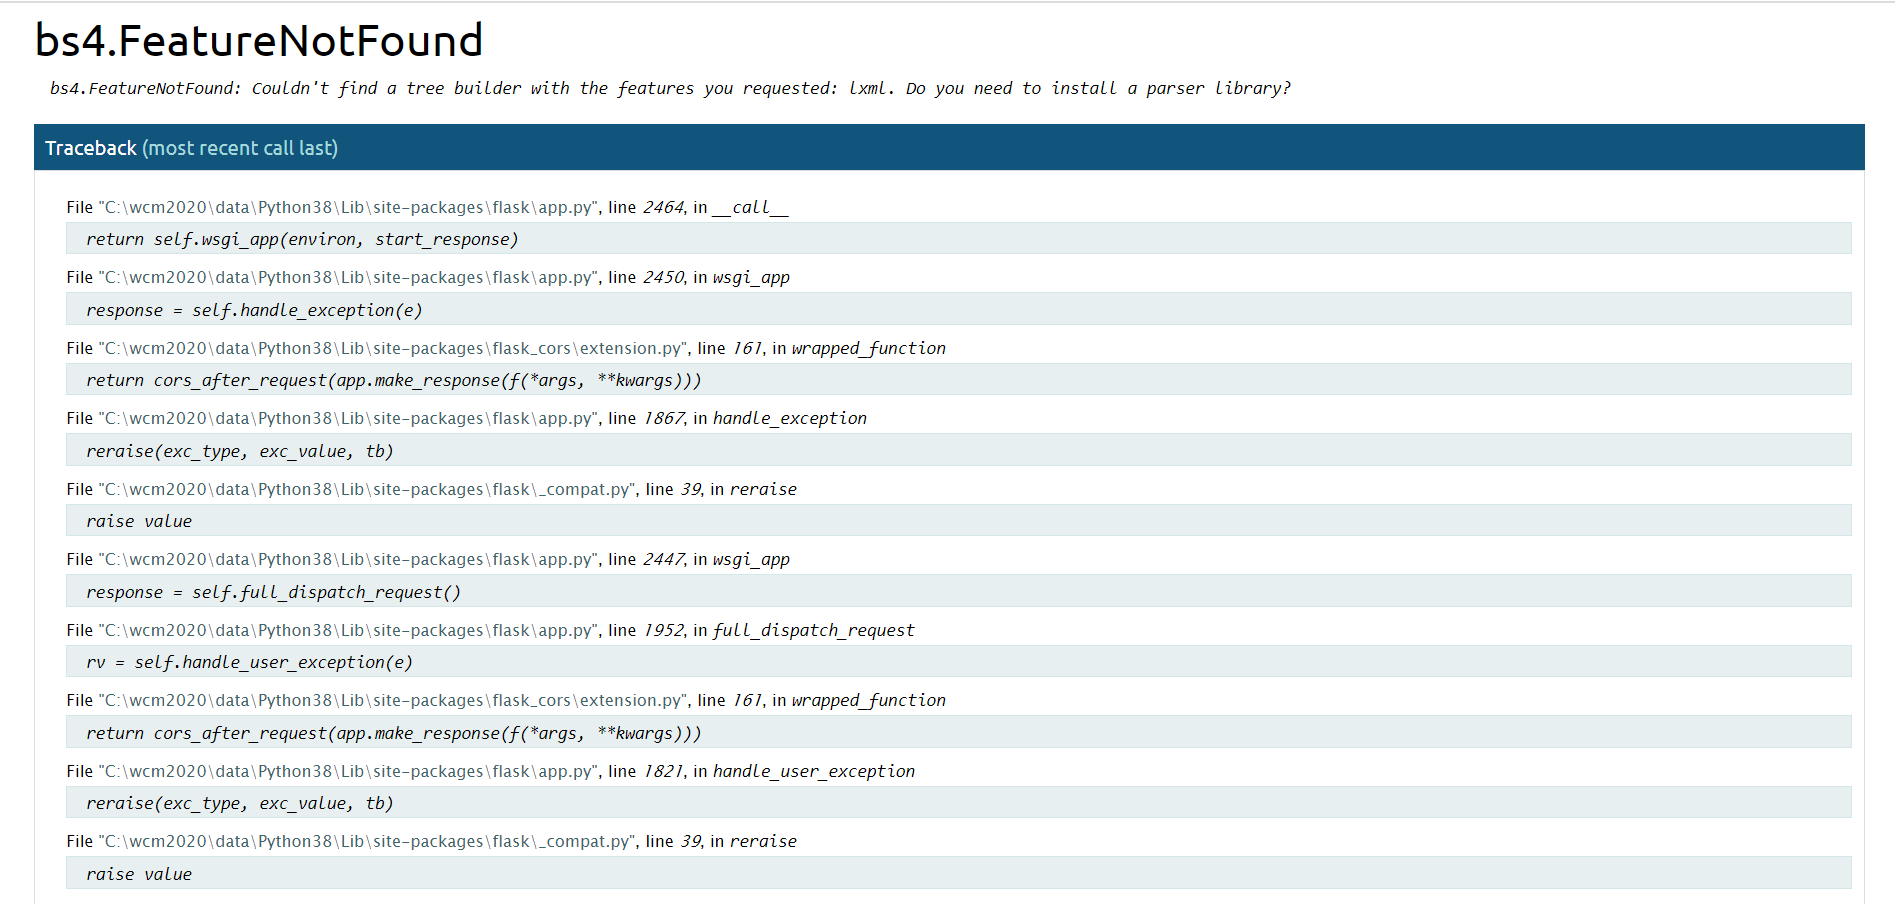 bs4.FeatureNotFound
bs4.FeatureNotFound: Couldn't find a tree builder with the features you requested: lxml. Do you need to install a parser library?
Traceback (most recent call last)
File "C:\wcm2020\data\Python38\Lib\site-packages\flask\app.py", line 2464, in __call__
return self.wsgi_app(environ, start_response)
File "C:\wcm2020\data\Python38\Lib\site-packages\flask\app.py", line 2450, in wsgi_app
response = self.handle_exception(e)
File "C:\wcm2020\data\Python38\Lib\site-packages\flask_cors\extension.py", line 161, in wrapped_function
return cors_after_request(app.make_response(f(*args, **kwargs)))
File "C:\wcm2020\data\Python38\Lib\site-packages\flask\app.py", line 1867, in handle_exception
reraise(exc_type, exc_value, tb)
File "C:\wcm2020\data\Python38\Lib\site-packages\flask\_compat.py", line 39, in reraise
raise value
File "C:\wcm2020\data\Python38\Lib\site-packages\flask\app.py", line 2447, in wsgi_app
response = self.full_dispatch_request()
File "C:\wcm2020\data\Python38\Lib\site-packages\flask\app.py", line 1952, in full_dispatch_request
rv = self.handle_user_exception(e)
File "C:\wcm2020\data\Python38\Lib\site-packages\flask_cors\extension.py", line 161, in wrapped_function
return cors_after_request(app.make_response(f(*args, **kwargs)))
File "C:\wcm2020\data\Python38\Lib\site-packages\flask\app.py", line 1821, in handle_user_exception
reraise(exc_type, exc_value, tb)
File "C:\wcm2020\data\Python38\Lib\site-packages\flask\_compat.py", line 39, in reraise
raise value